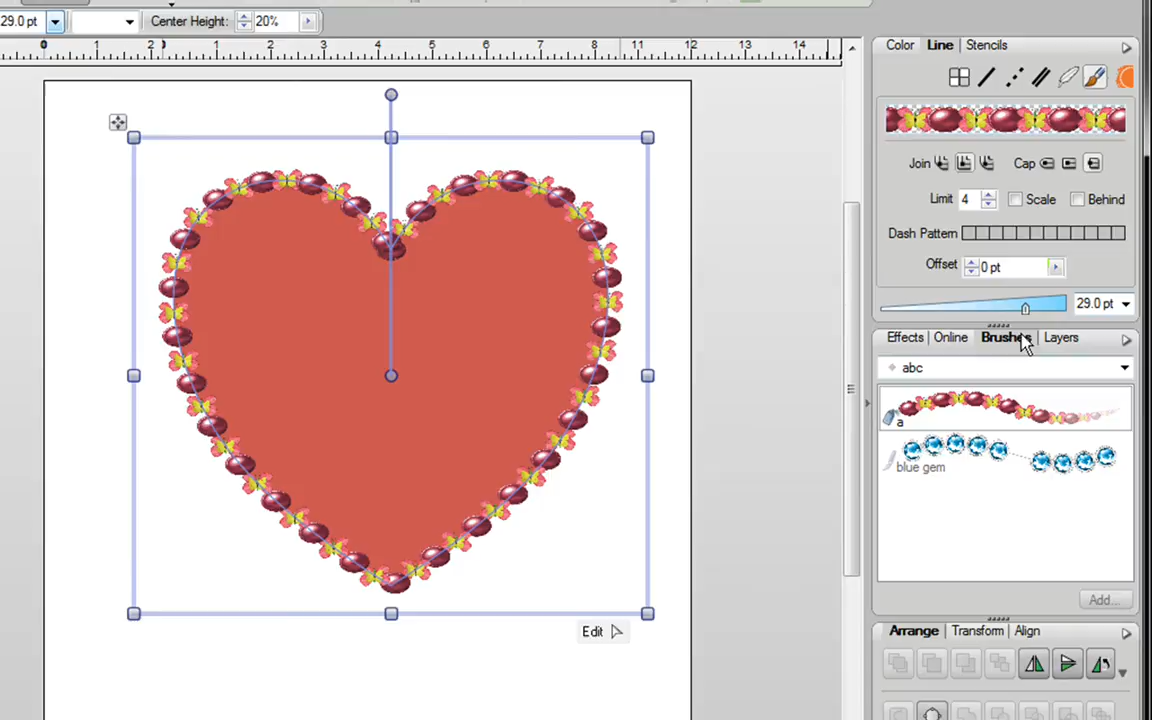 29.0 pt Center Height: 20%
0 1 2 1 2 3 4 5 6 7 8 11 12 13 14
Color Line Stencils
Join Cap
Limit 4 Scale Behind
Dash Pattern
Offset 0 pt
29.0 pt
Effects Online Brushes Layers
abc
a
blue gem
Add...
Edit
Arrange Transform Align